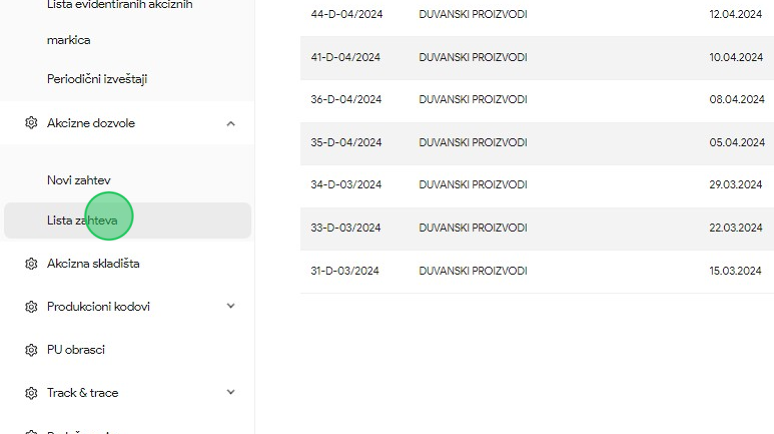 Lista evidentiranih akciznih
markica
Periodični izveštaji
Akcizne dozvole
Novi zahtev
Lista zahteva
Akcizna skladišta
Produkcioni kodovi
PU obrasci
Track & trace
44-D-04/2024 DUVANSKI PROIZVODI 12.04.2024
41-D-04/2024 DUVANSKI PROIZVODI 10.04.2024
36-D-04/2024 DUVANSKI PROIZVODI 08.04.2024
35-D-04/2024 DUVANSKI PROIZVODI 05.04.2024
34-D-03/2024 DUVANSKI PROIZVODI 29.03.2024
33-D-03/2024 DUVANSKI PROIZVODI 22.03.2024
31-D-03/2024 DUVANSKI PROIZVODI 15.03.2024